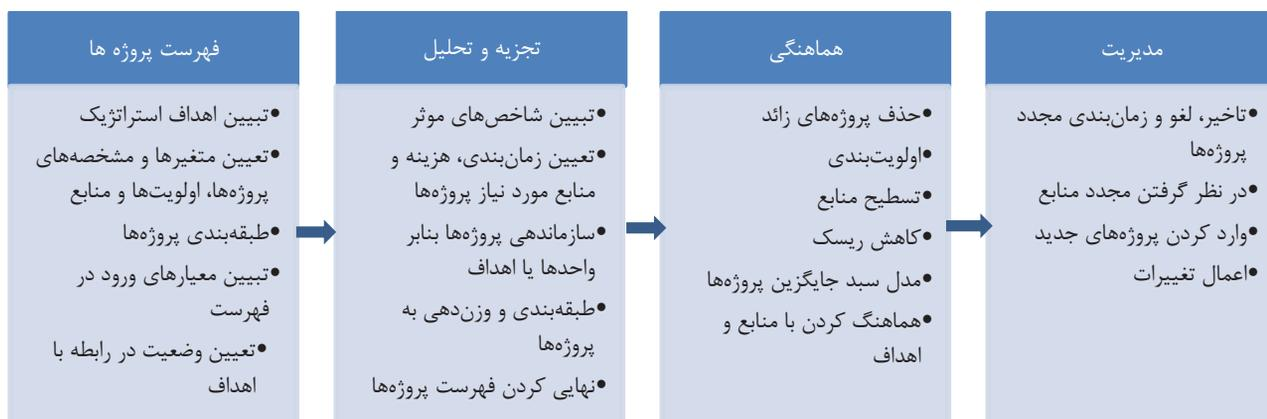 فهرست پروژه ها
•تبیین اهداف استراتژیک
•تعیین متغیرها و مشخصه‌های
پروژه‌ها، اولویت‌ها و منابع
•طبقه‌بندی پروژه‌ها
•تبیین معیارهای ورود در
فهرست
•تعیین وضعیت در رابطه با
اهداف
تجزیه و تحلیل
•تبیین شاخص‌های موثر
•تعیین زمان‌بندی، هزینه و
منابع مورد نیاز پروژه‌ها
•سازماندهی پروژه‌ها بنابر
واحدها یا اهداف
•طبقه‌بندی و وزن‌دهی به
پروژه‌ها
•نهایی کردن فهرست پروژه‌ها
هماهنگی
•حذف پروژه‌های زائد
•اولویت‌بندی
•تسطیح منابع
•کاهش ریسک
•مدل سبد جایگزین پروژه‌ها
•هماهنگ کردن با منابع و
اهداف
مدیریت
•تاخیر، لغو و زمان‌بندی مجدد
پروژه‌ها
•در نظر گرفتن مجدد منابع
•وارد کردن پروژه‌های جدید
•اعمال تغییرات